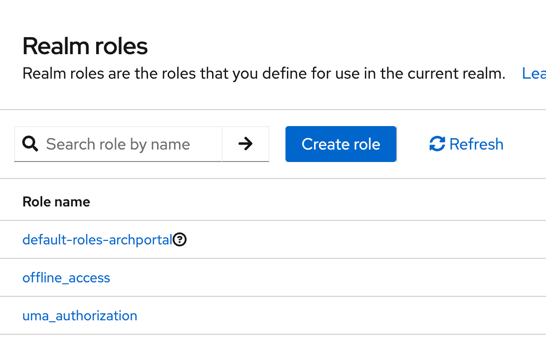 Realm roles
Realm roles are the roles that you define for use in the current realm.
Search role by name Create role Refresh
Role name
default-roles-archportal
offline_access
uma_authorization